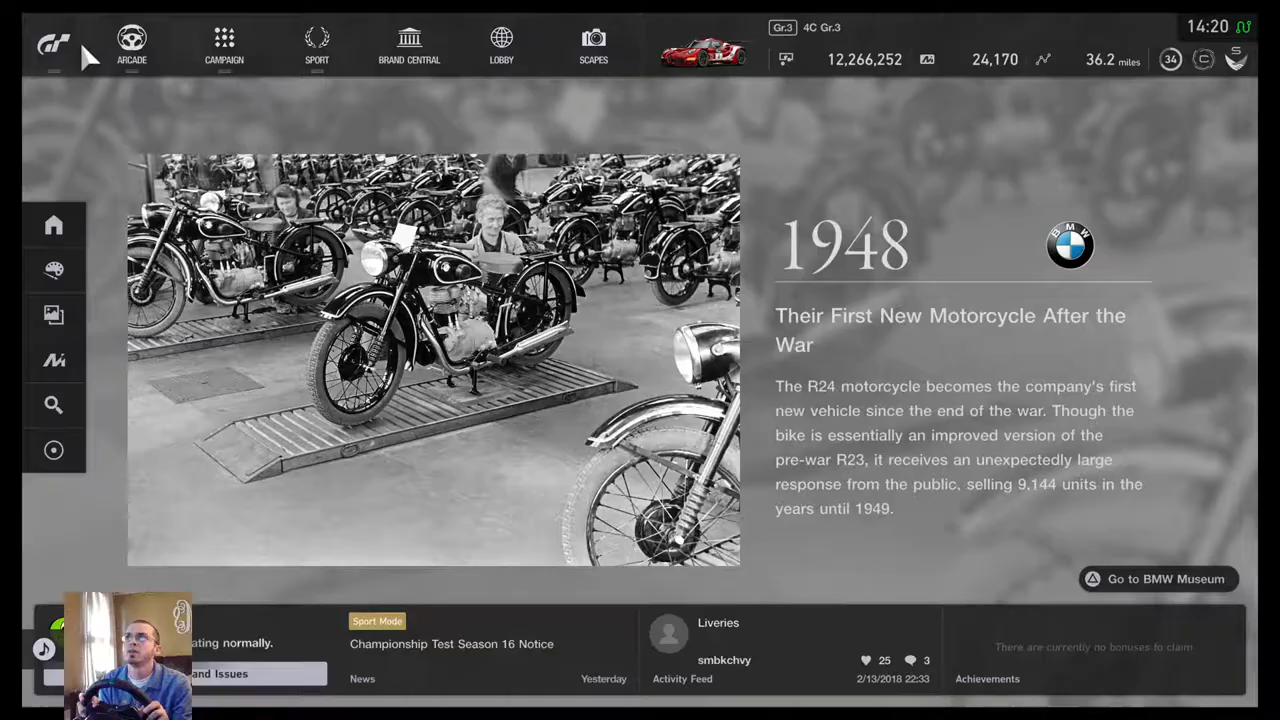 Gr.3 4C Gr.3
14:20
ARCADE
CAMPAIGN
SPORT
BRAND CENTRAL
LOBBY
SCAPES
12,266,252
24,170
36.2 miles
34
C
S
1948
BMW
Their First New Motorcycle After the
War
The R24 motorcycle becomes the company's first
new vehicle since the end of the war. Though the
bike is essentially an improved version of the
pre-war R23, it receives an unexpectedly large
response from the public, selling 9,144 units in the
years until 1949.
Go to BMW Museum
ating normally.
and Issues
Sport Mode
Championship Test Season 16 Notice
News
Yesterday
Liveries
smbkchvy
25
3
Activity Feed
2/13/2018 22:33
There are currently no bonuses to claim
Achievements